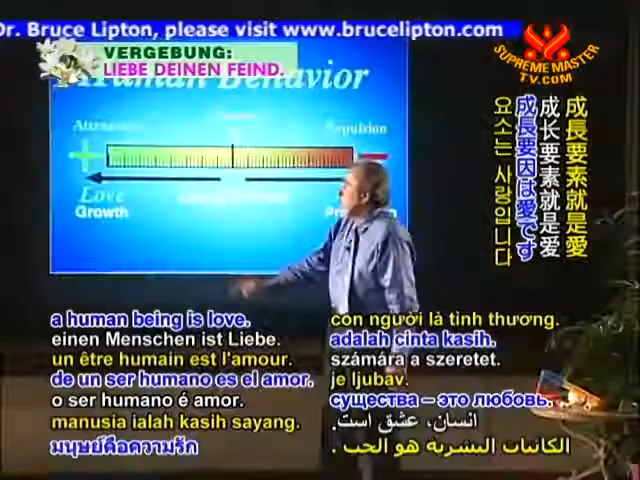 Dr. Bruce Lipton, please visit www.brucelipton.com
VERGEBUNG:
LIEBE DEINEN FEIND.
SUPREME MASTER
TV.COM
Human Behavior
Repulsion
Love
Growth
成長要素就是愛
成长要素就是爱
成長要因は愛です
요소는 사랑입니다
a human being is love.
einen Menschen ist Liebe.
un être humain est l'amour.
de un ser humano es el amor.
o ser humano é amor.
manusia ialah kasih sayang.
มนุษย์คือความรัก
con người là tình thương.
adalah cinta kasih.
számára a szeretet.
je ljubav.
существа – это любовь.
انسان، عشق است.
الكائنات البشرية هو الحب .